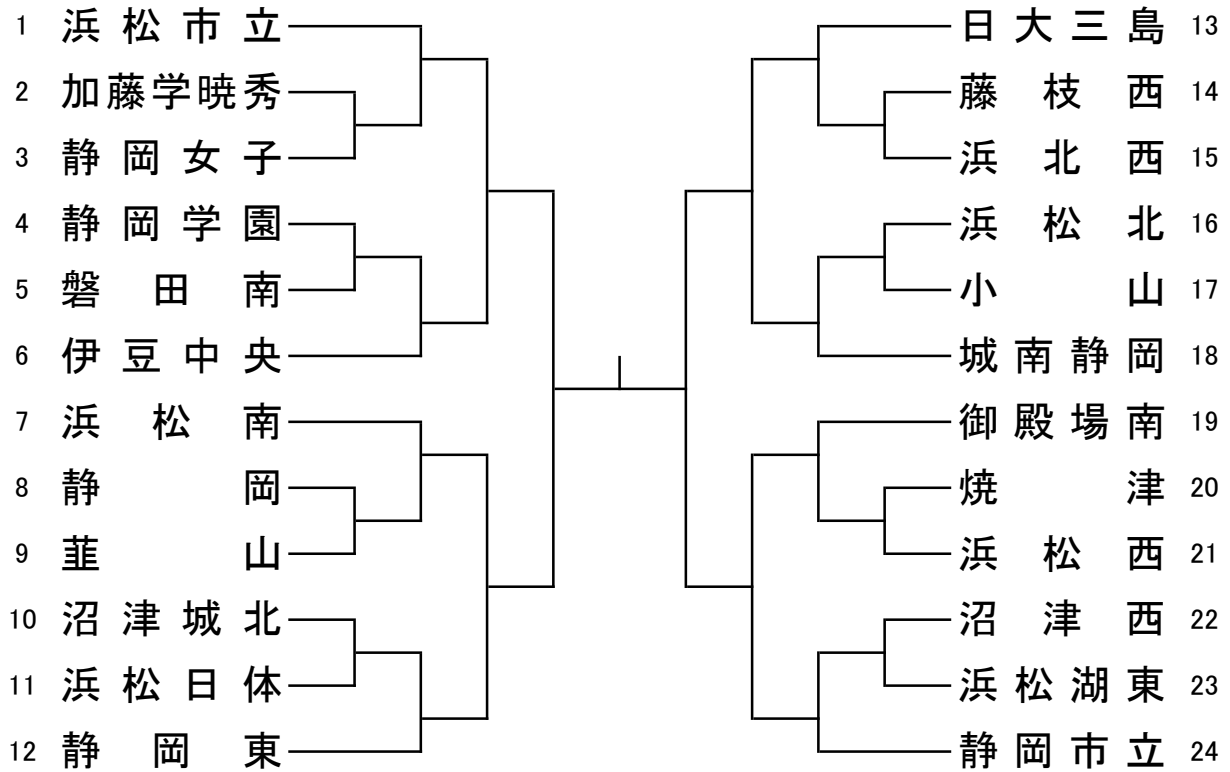 1 浜松市立
2 加藤学暁秀
3 静岡女子
4 静岡学園
5 磐田南
6 伊豆中央
7 浜松南
8 静岡
9 韮山
10 沼津城北
11 浜松日体
12 静岡東
日大三島 13
藤枝西 14
浜北西 15
浜松北 16
小山 17
城南静岡 18
御殿場南 19
焼津 20
浜松西 21
沼津西 22
浜松湖東 23
静岡市立 24